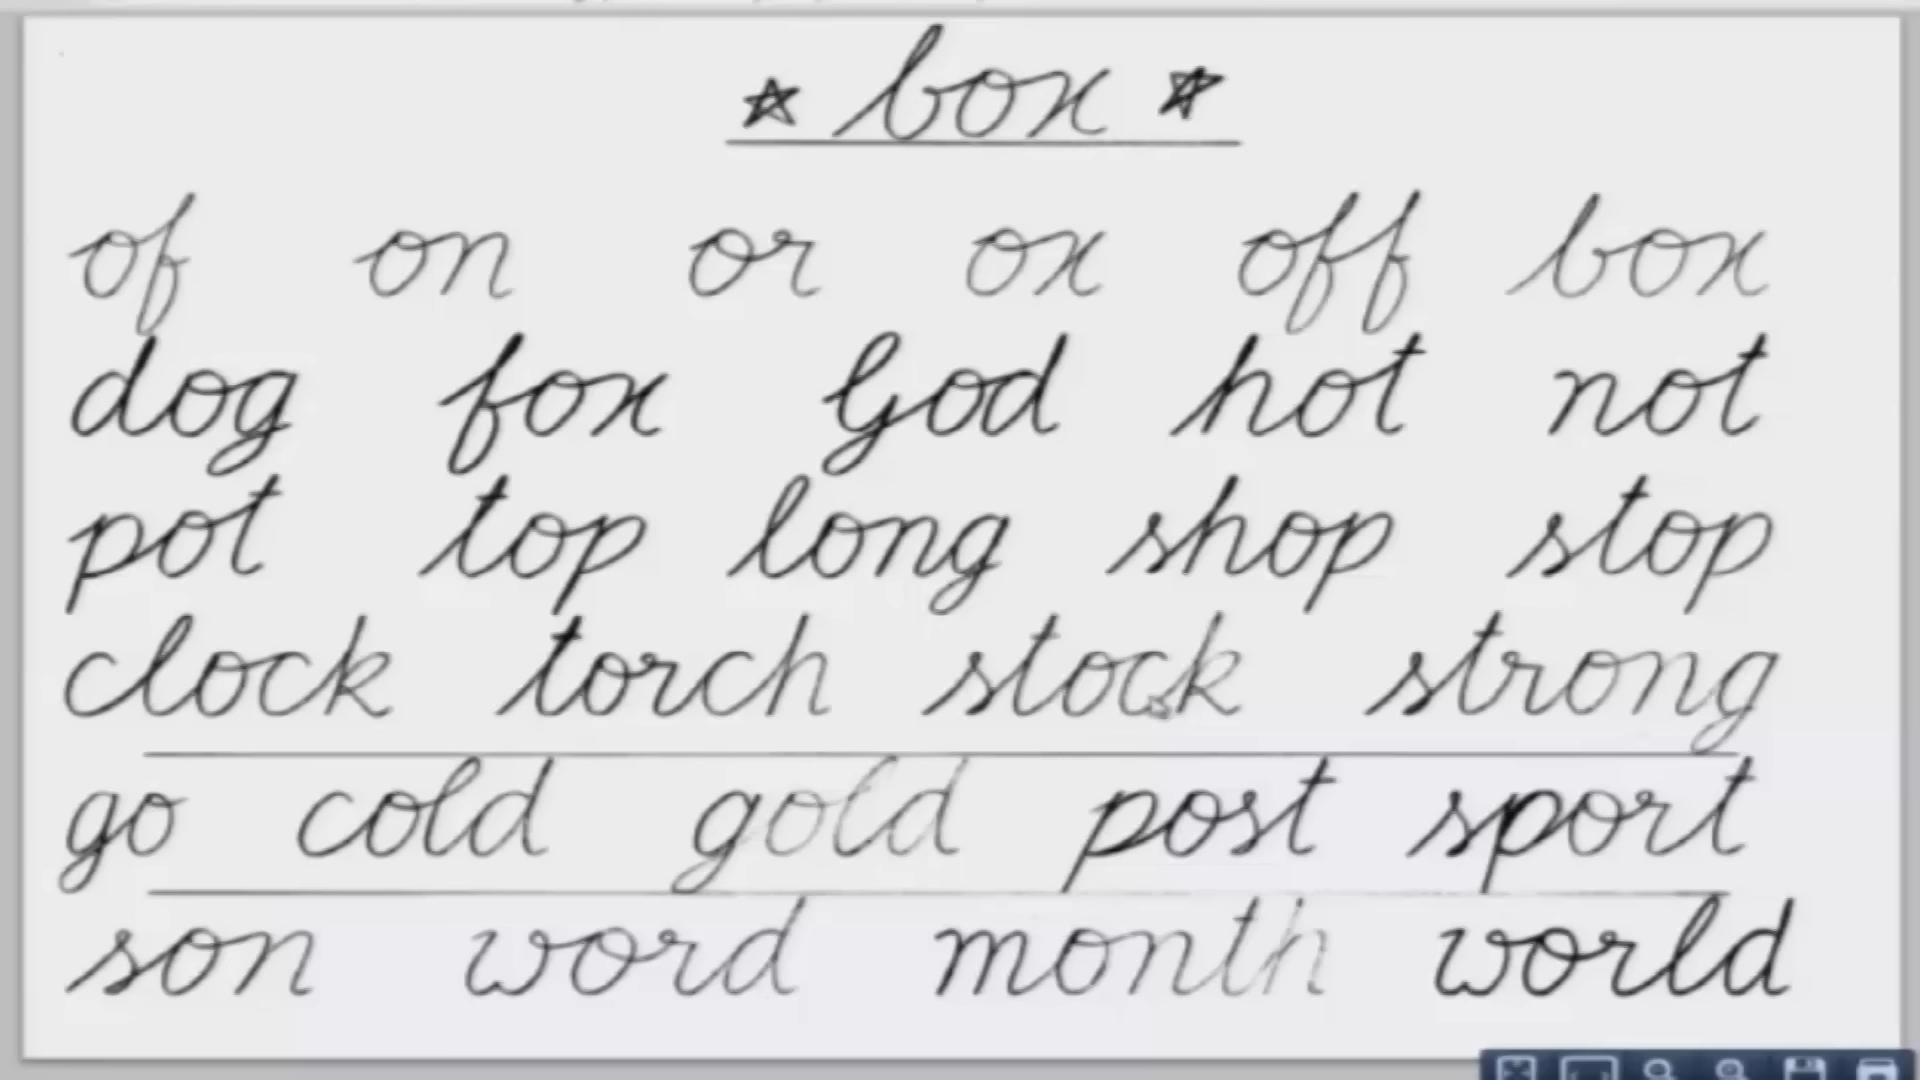 box
of on or ox off box
dog fox God hot not
pot top long shop stop
clock torch stock strong
go cold gold post sport
son word month world